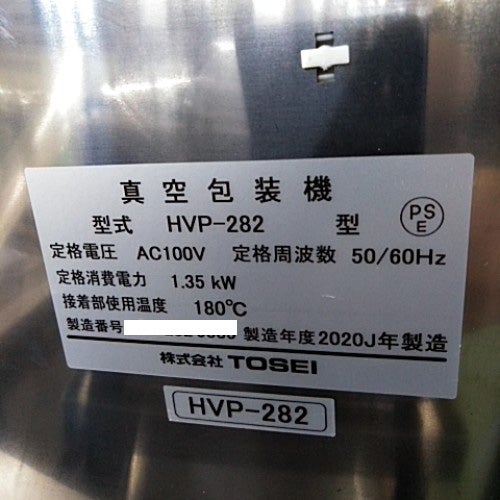 真空包装機
型式 HVP-282 型 PSE
定格電圧 AC100V 定格周波数 50/60Hz
定格消費電力 1.35 kW
接着部使用温度 180℃
製造番号 製造年度2020J年製造
株式会社 TOSEI
HVP-282